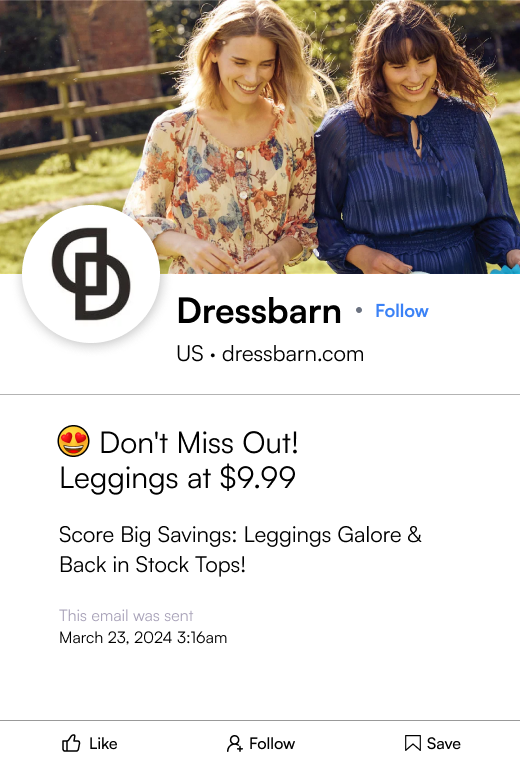 Dressbarn • Follow
US • dressbarn.com
😍 Don't Miss Out!
Leggings at $9.99
Score Big Savings: Leggings Galore &
Back in Stock Tops!
This email was sent
March 23, 2024 3:16am
Like Follow Save